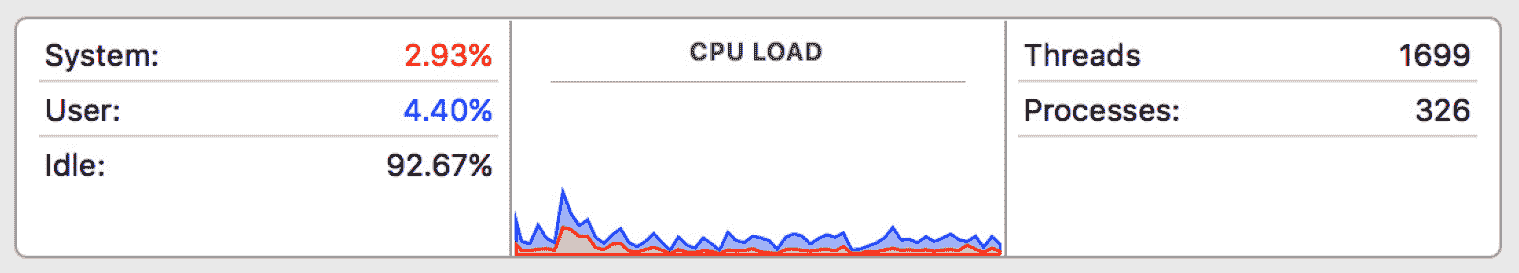 System: 2.93%
User: 4.40%
Idle: 92.67%
CPU LOAD
Threads 1699
Processes: 326